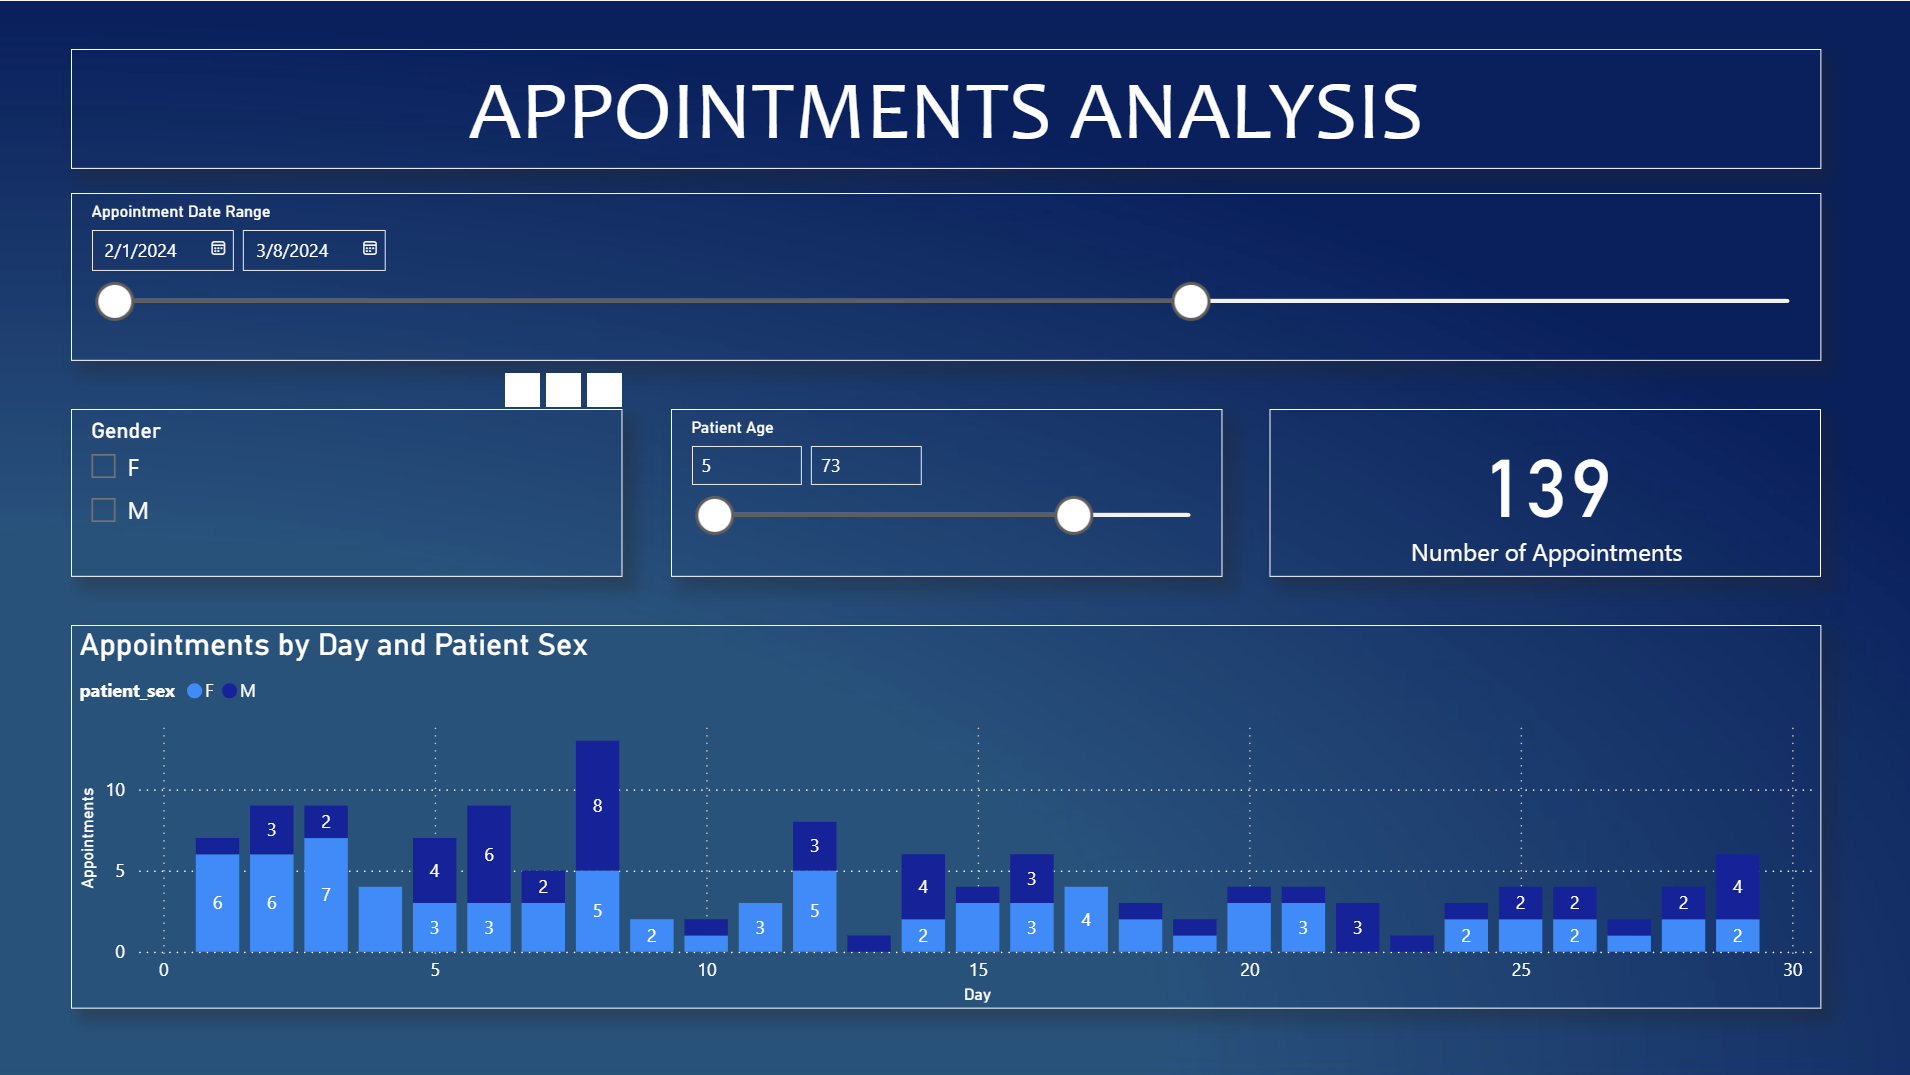 APPOINTMENTS ANALYSIS
Appointment Date Range
2/1/2024 3/8/2024
Gender
F
M
Patient Age
5 73
139
Number of Appointments
Appointments by Day and Patient Sex
patient_sex F M
Appointments
10
5
0
6 6 3 7 2 3 4 3 6 2 5 8 2 3 5 3 2 4 3 3 4 3 3 2 2 2 2 2 2 4
0 5 10 15 20 25 30
Day